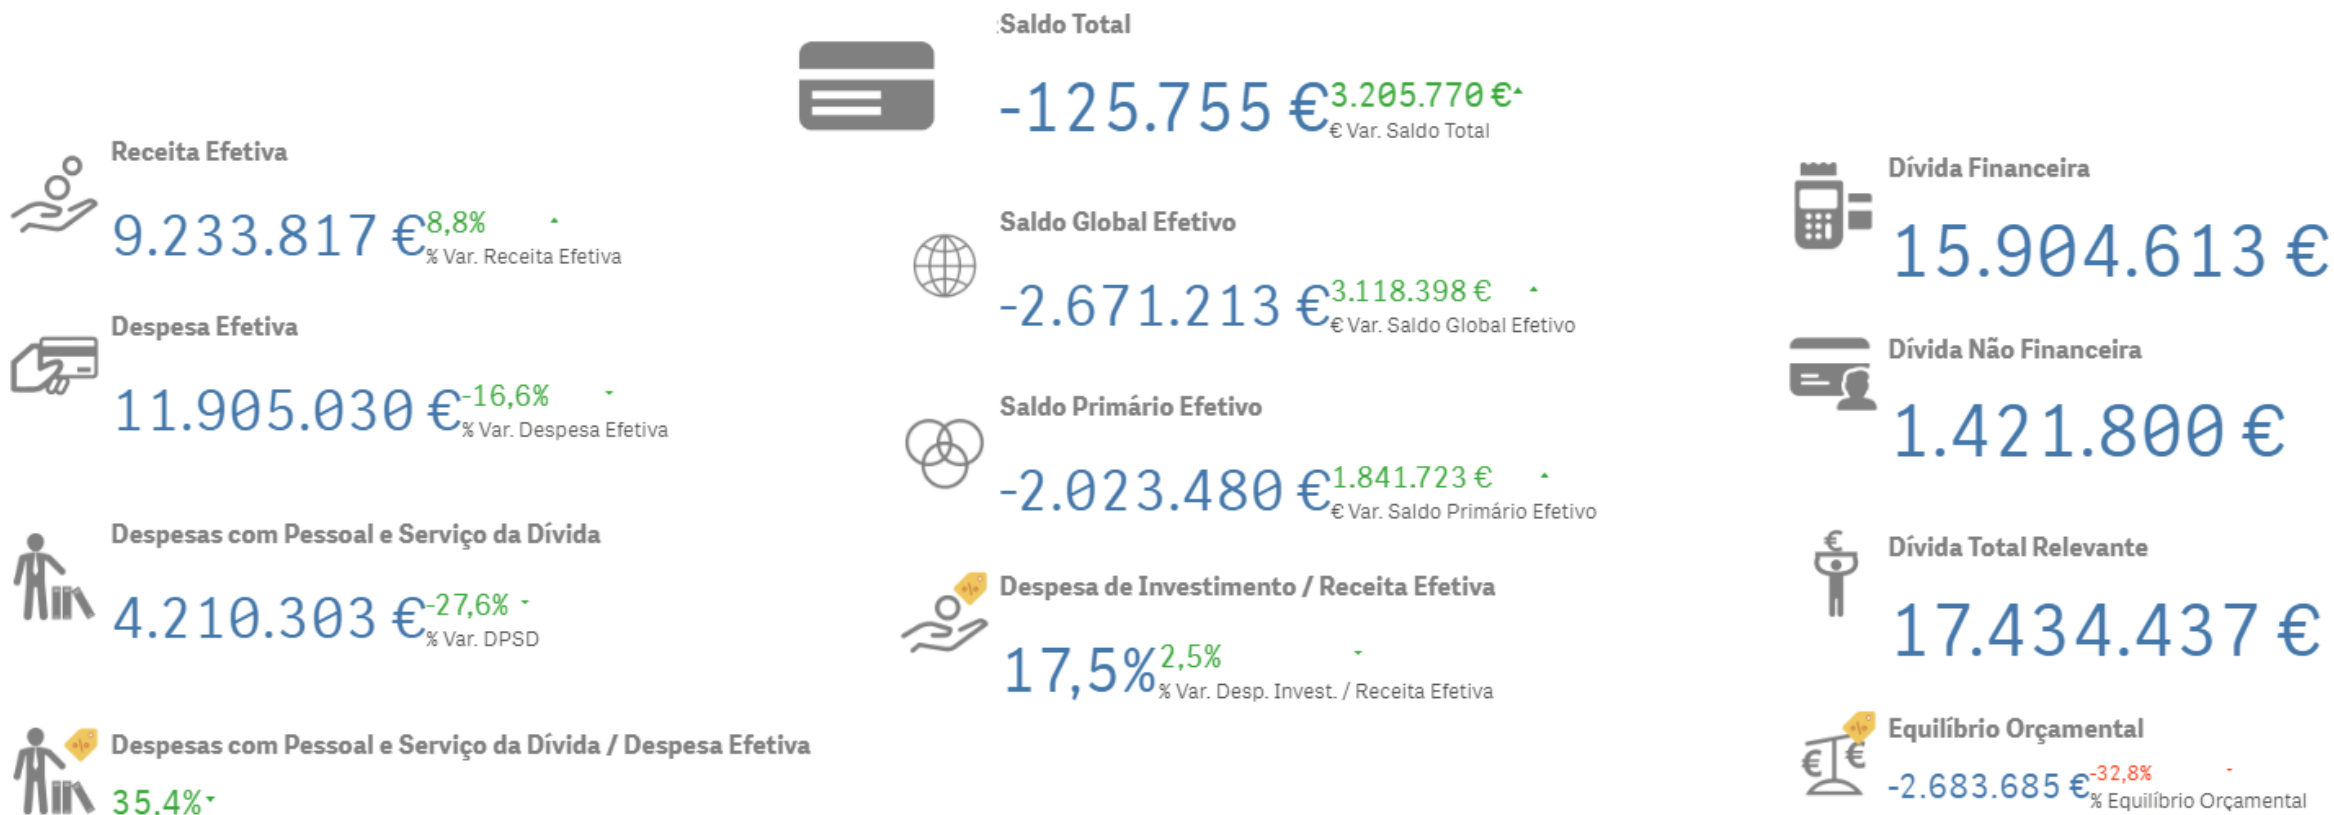 Receita Efetiva
9.233.817 €
8,8%
% Var. Receita Efetiva
Despesa Efetiva
11.905.030 €
-16,6%
% Var. Despesa Efetiva
Despesas com Pessoal e Serviço da Dívida
4.210.303 €
-27,6%
% Var. DPSD
Despesas com Pessoal e Serviço da Dívida / Despesa Efetiva
35,4%
Saldo Total
-125.755 €
3.205.770 €
€ Var. Saldo Total
Saldo Global Efetivo
-2.671.213 €
3.118.398 €
€ Var. Saldo Global Efetivo
Saldo Primário Efetivo
-2.023.480 €
1.841.723 €
€ Var. Saldo Primário Efetivo
%
Despesa de Investimento / Receita Efetiva
17,5%
2,5%
% Var. Desp. Invest. / Receita Efetiva
Dívida Financeira
15.904.613 €
Dívida Não Financeira
1.421.800 €
€
Dívida Total Relevante
17.434.437 €
%
€ €
Equilíbrio Orçamental
-2.683.685 €
-32,8%
% Equilíbrio Orçamental